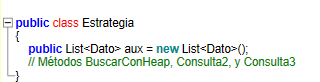 public class Estrategia
{
public List<Dato> aux = new List<Dato>();
// Métodos BuscarConHeap, Consulta2, y Consulta3
}